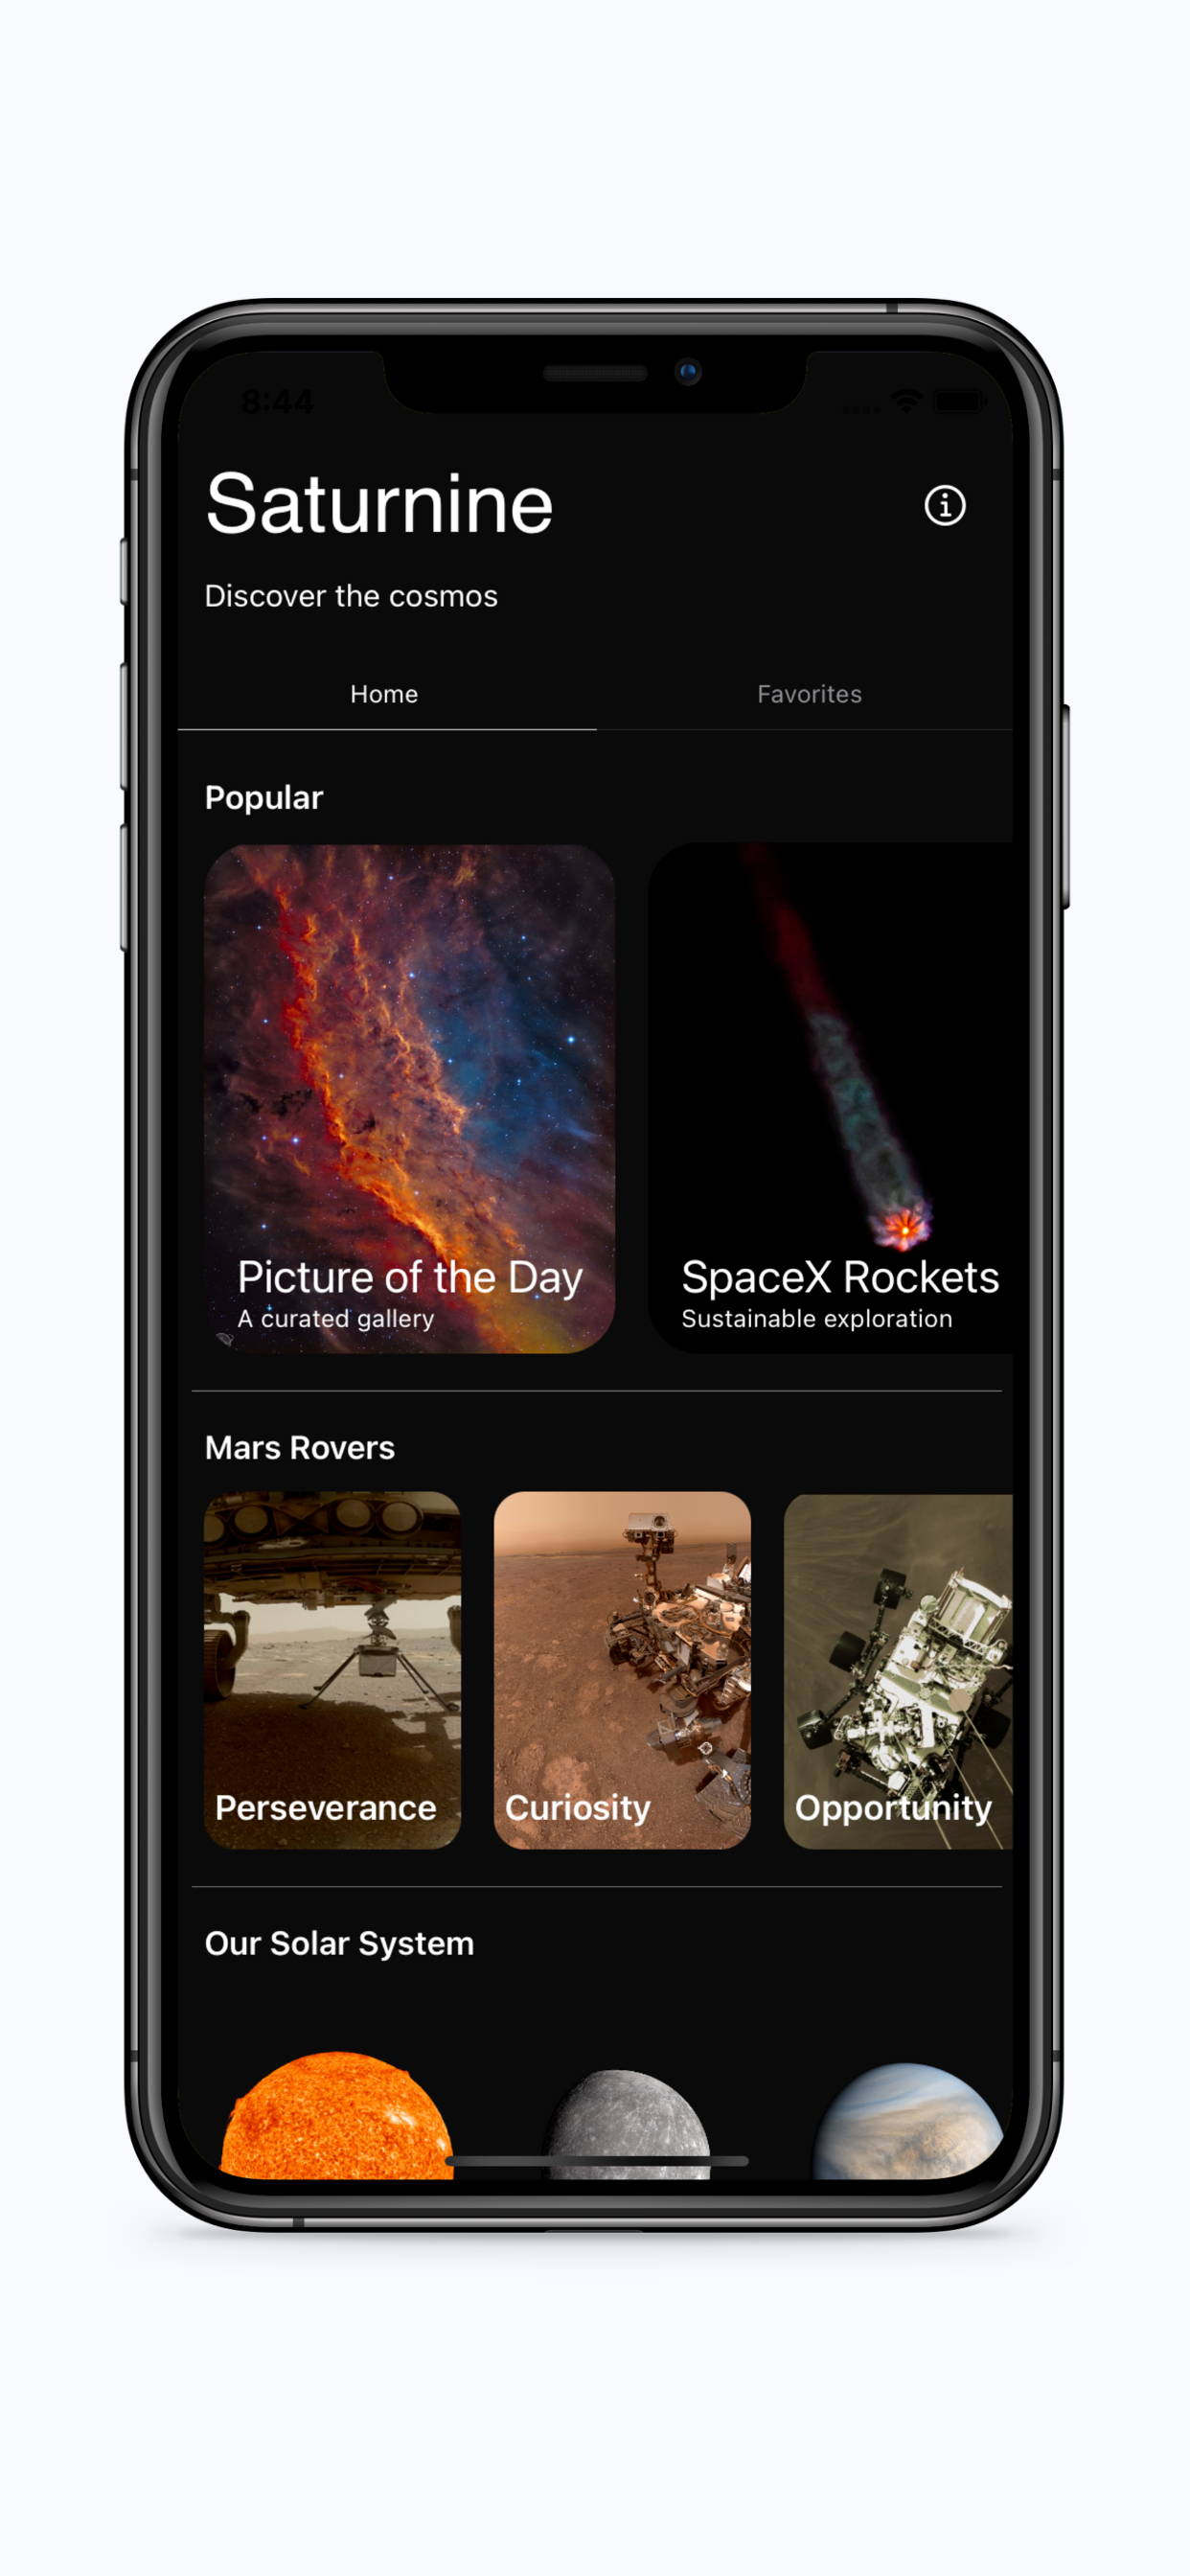 8:44
Saturnine
Discover the cosmos
Home
Favorites
Popular
Picture of the Day
A curated gallery
SpaceX Rockets
Sustainable exploration
Mars Rovers
Perseverance
Curiosity
Opportunity
Our Solar System